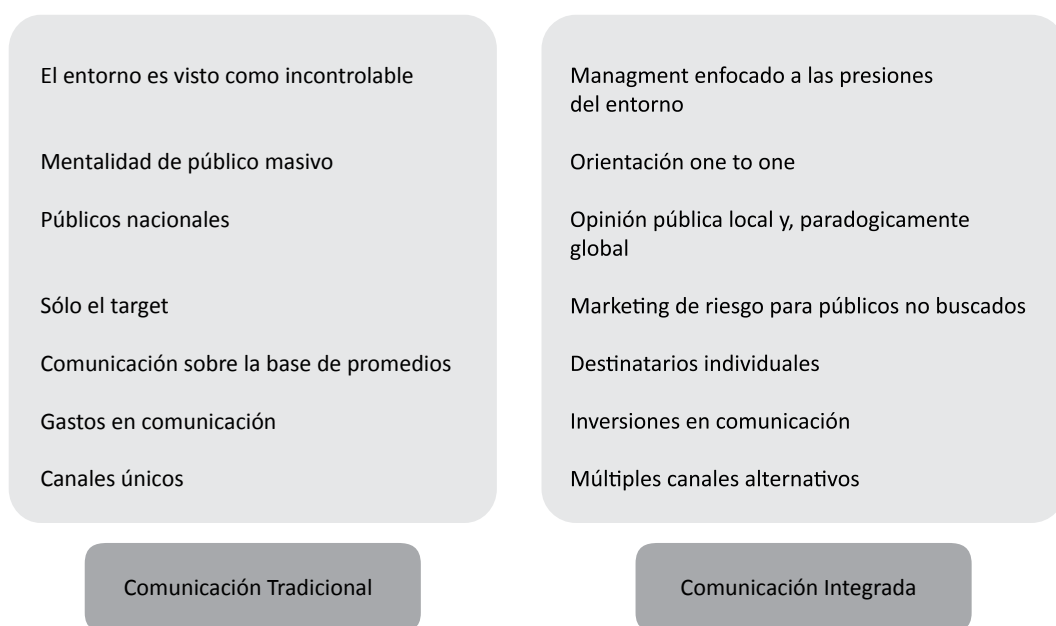 El entorno es visto como incontrolable
Mentalidad de público masivo
Públicos nacionales
Sólo el target
Comunicación sobre la base de promedios
Gastos en comunicación
Canales únicos
Comunicación Tradicional
Managment enfocado a las presiones
del entorno
Orientación one to one
Opinión pública local y, paradogicamente
global
Marketing de riesgo para públicos no buscados
Destinatarios individuales
Inversiones en comunicación
Múltiples canales alternativos
Comunicación Integrada